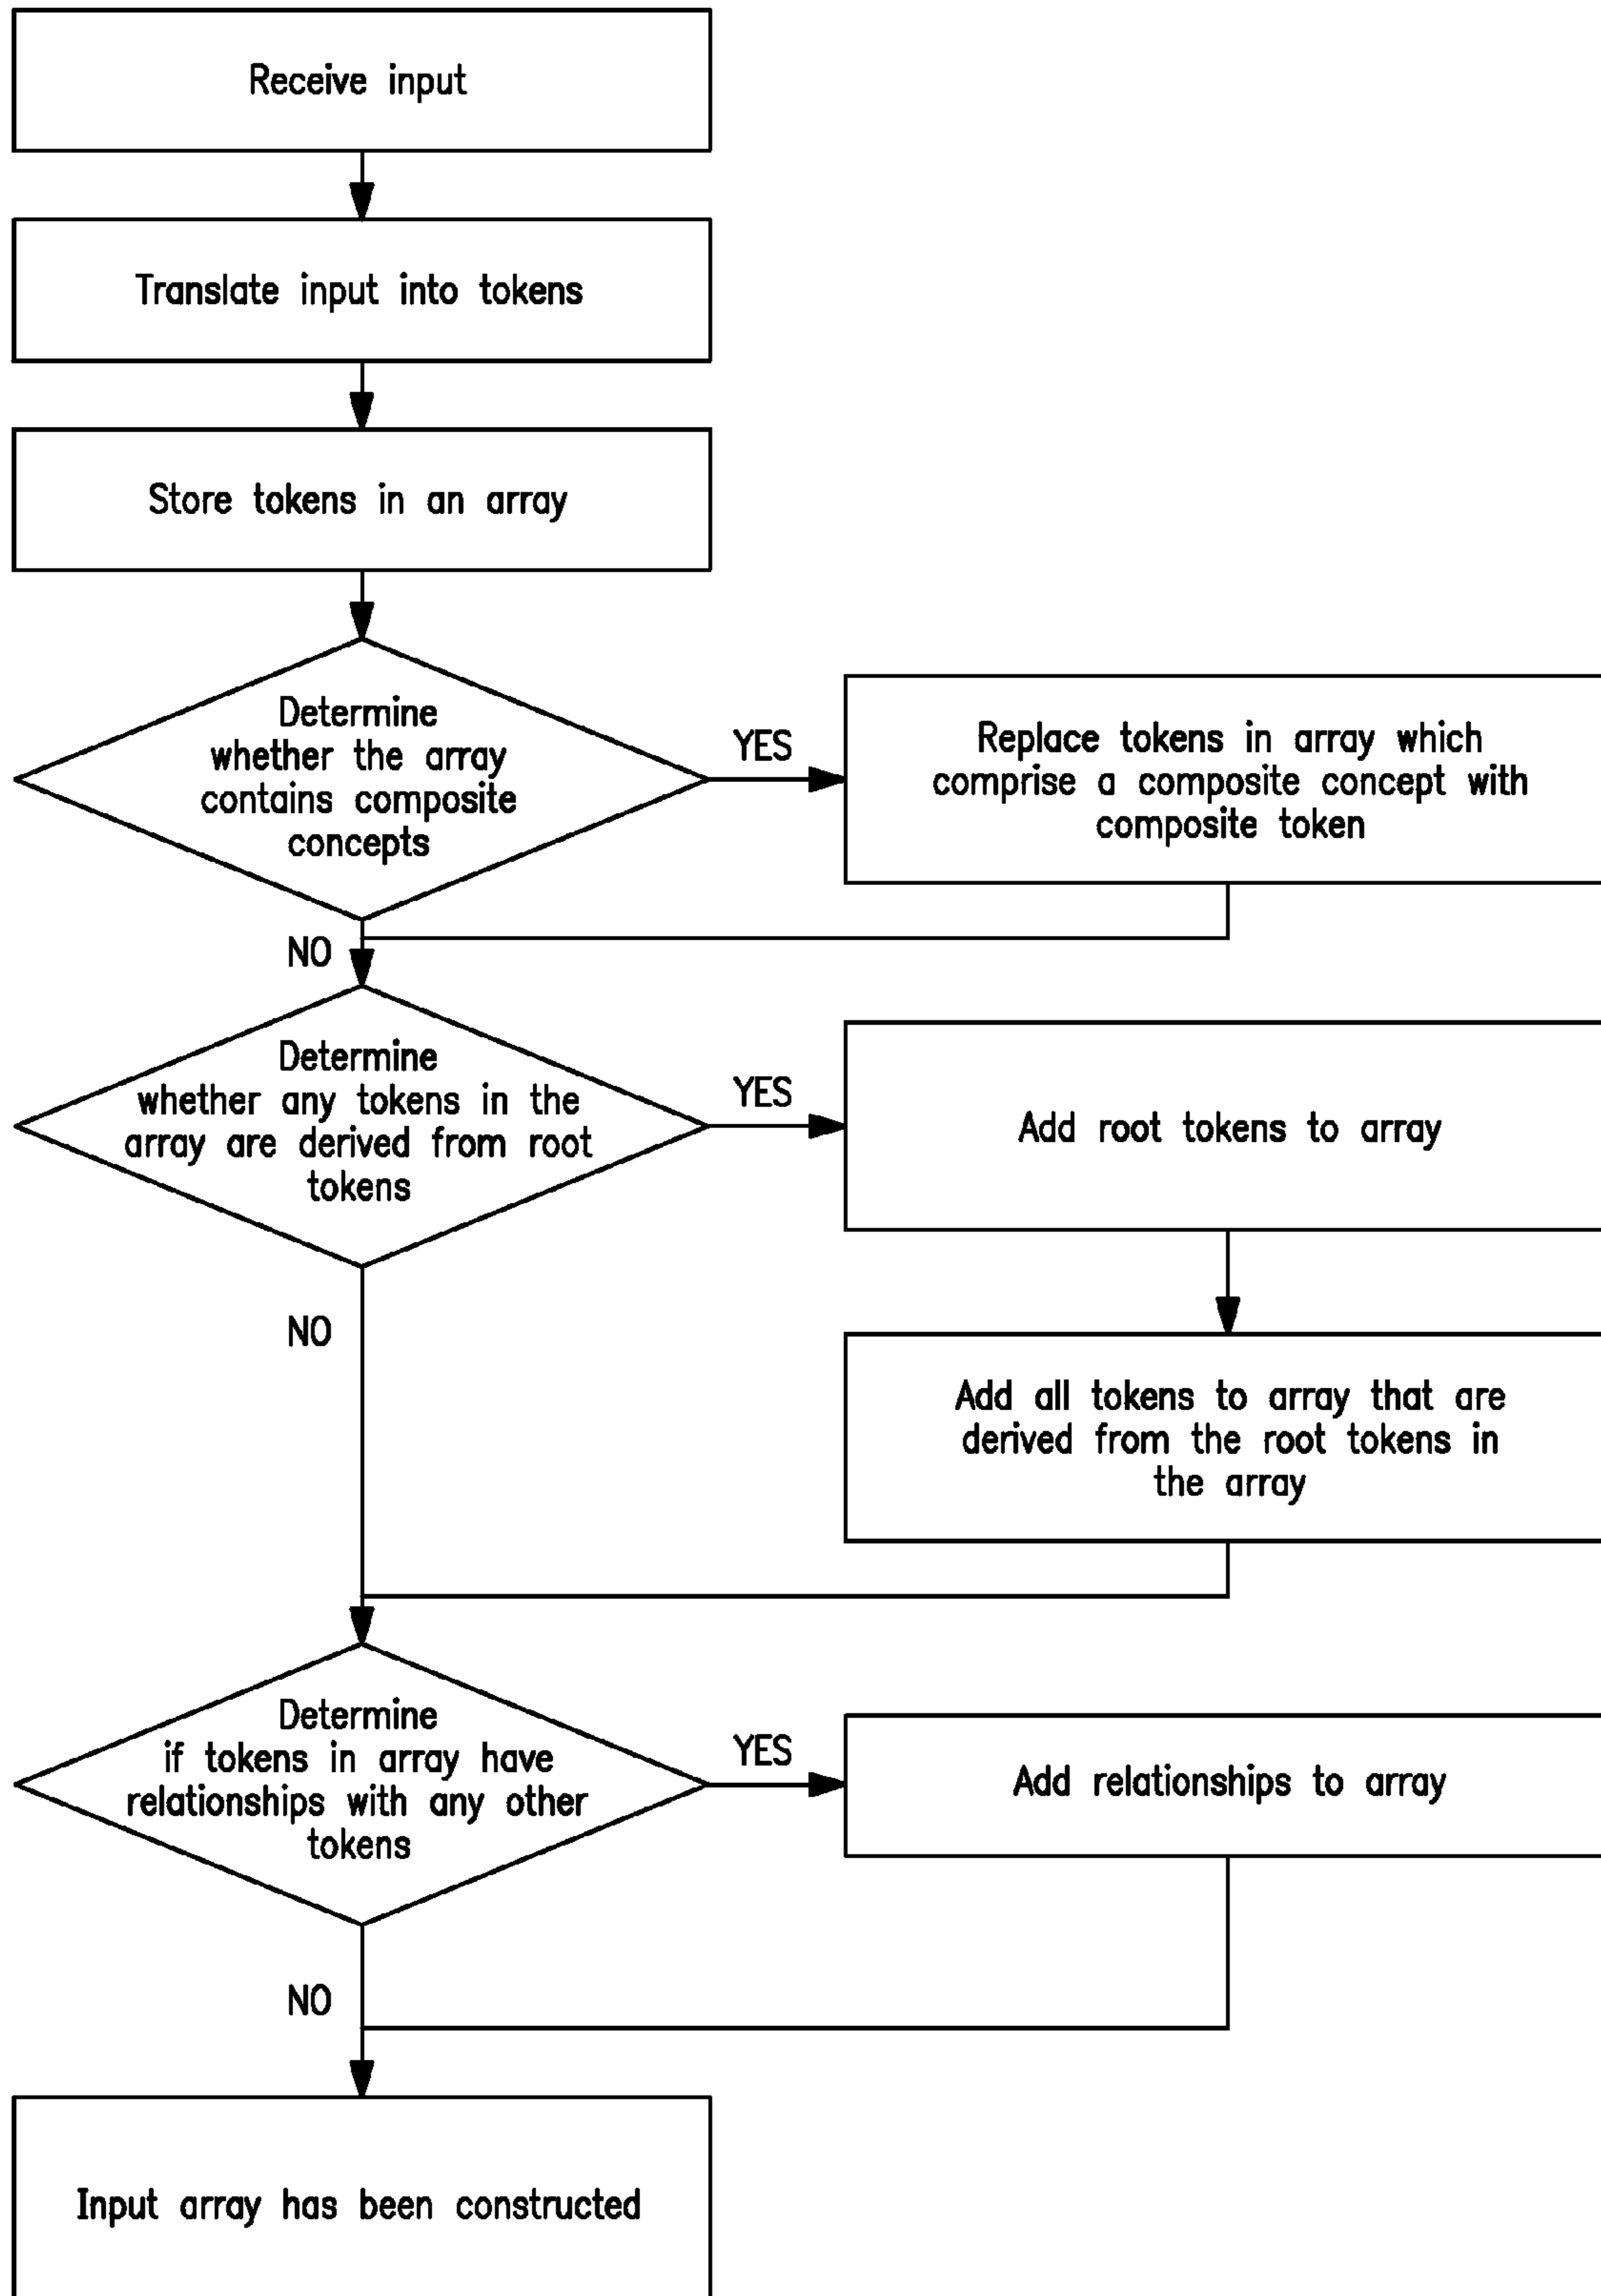 Receive input
Translate input into tokens
Store tokens in an array
Determine
whether the array
contains composite
concepts
YES
Replace tokens in array which
comprise a composite concept with
composite token
NO
Determine
whether any tokens in the
array are derived from root
tokens
YES
Add root tokens to array
NO
Add all tokens to array that are
derived from the root tokens in
the array
Determine
if tokens in array have
relationships with any other
tokens
YES
Add relationships to array
NO
Input array has been constructed